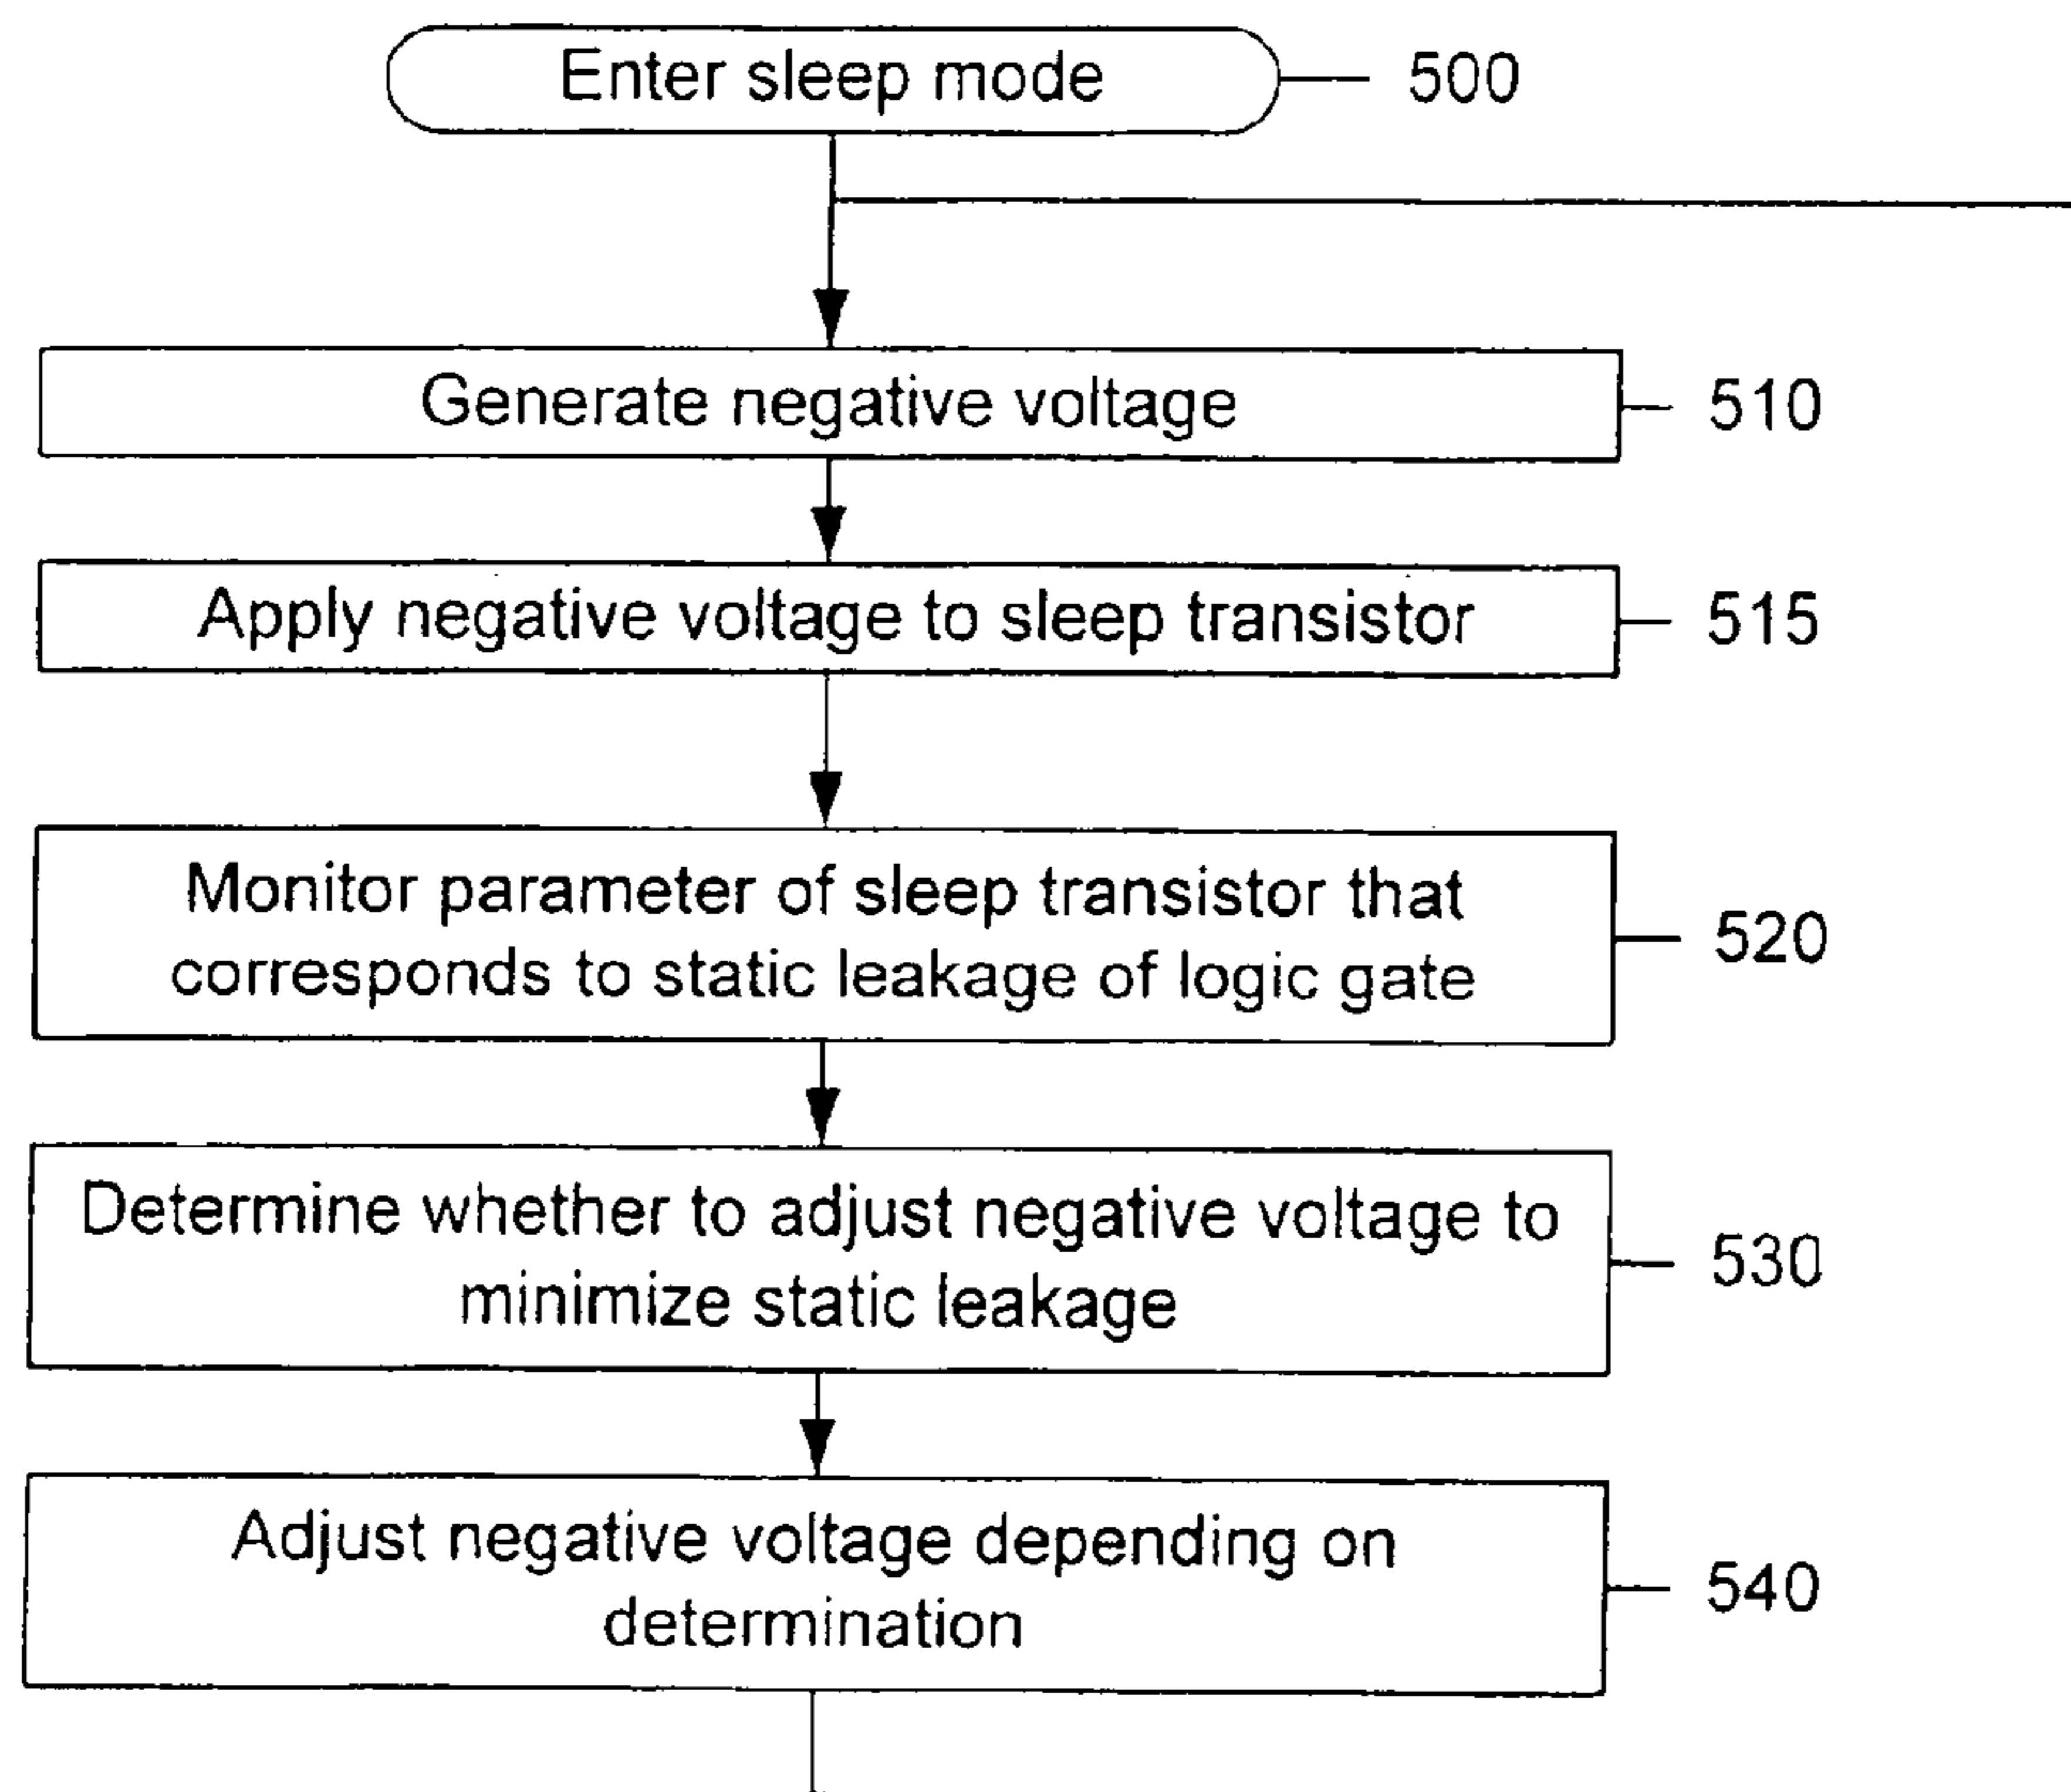 Enter sleep mode
500
Generate negative voltage
510
Apply negative voltage to sleep transistor
515
Monitor parameter of sleep transistor that
corresponds to static leakage of logic gate
520
Determine whether to adjust negative voltage to
minimize static leakage
530
Adjust negative voltage depending on
determination
540